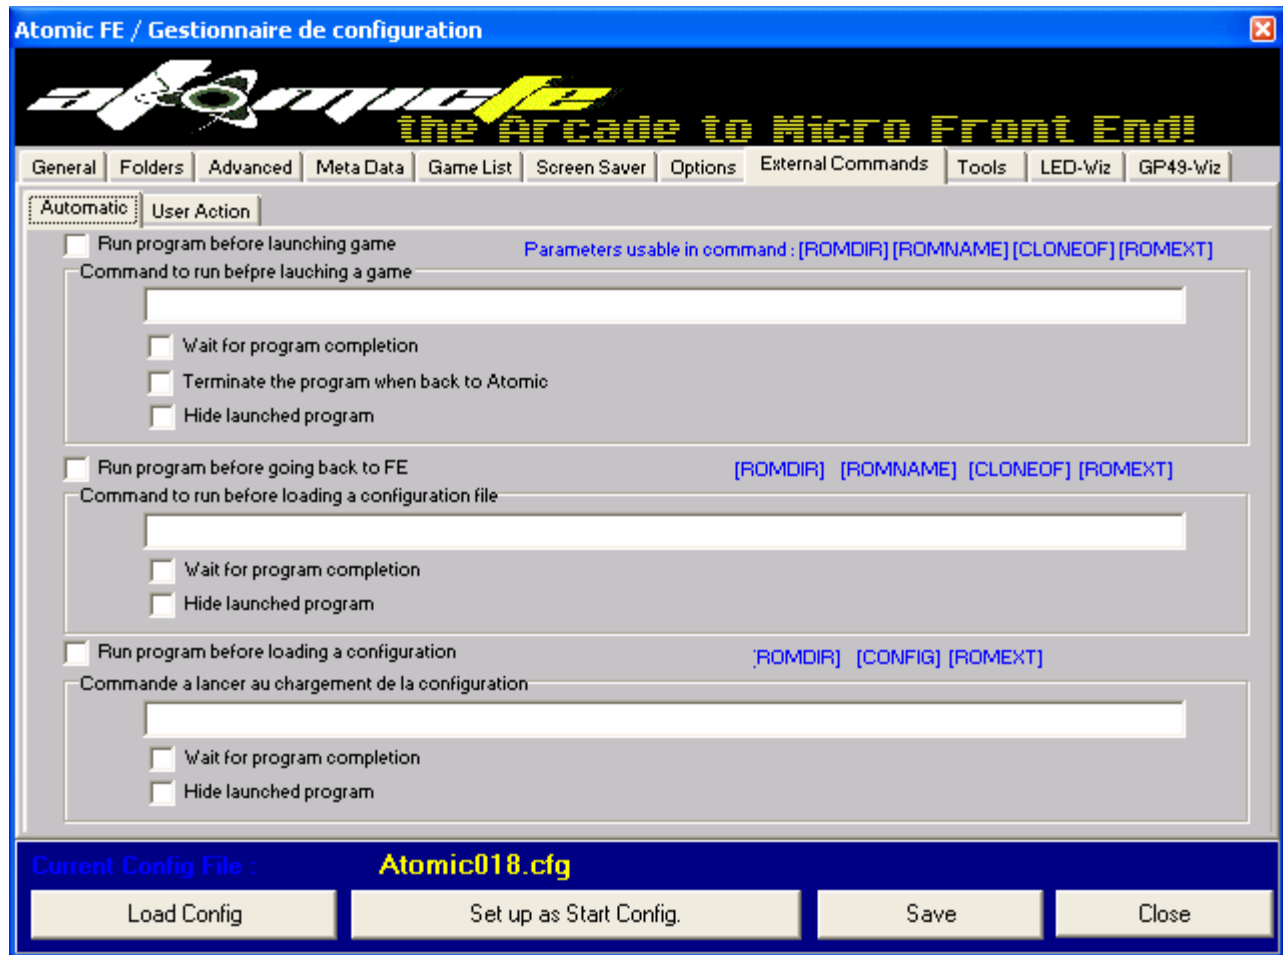 Atomic FE / Gestionnaire de configuration
atomicfe
the Arcade to Micro Front End!
General Folders Advanced Meta Data Game List Screen Saver Options External Commands Tools LED-Wiz GP49-Wiz
Automatic User Action
Run program before launching game Parameters usable in command : [ROMDIR] [ROMNAME] [CLONEOF] [ROMEXT]
Command to run befpre lauching a game
Wait for program completion
Terminate the program when back to Atomic
Hide launched program
Run program before going back to FE [ROMDIR] [ROMNAME] [CLONEOF] [ROMEXT]
Command to run before loading a configuration file
Wait for program completion
Hide launched program
Run program before loading a configuration [ROMDIR] [CONFIG] [ROMEXT]
Commande a lancer au chargement de la configuration
Wait for program completion
Hide launched program
Current Config File : Atomic018.cfg
Load Config Set up as Start Config. Save Close